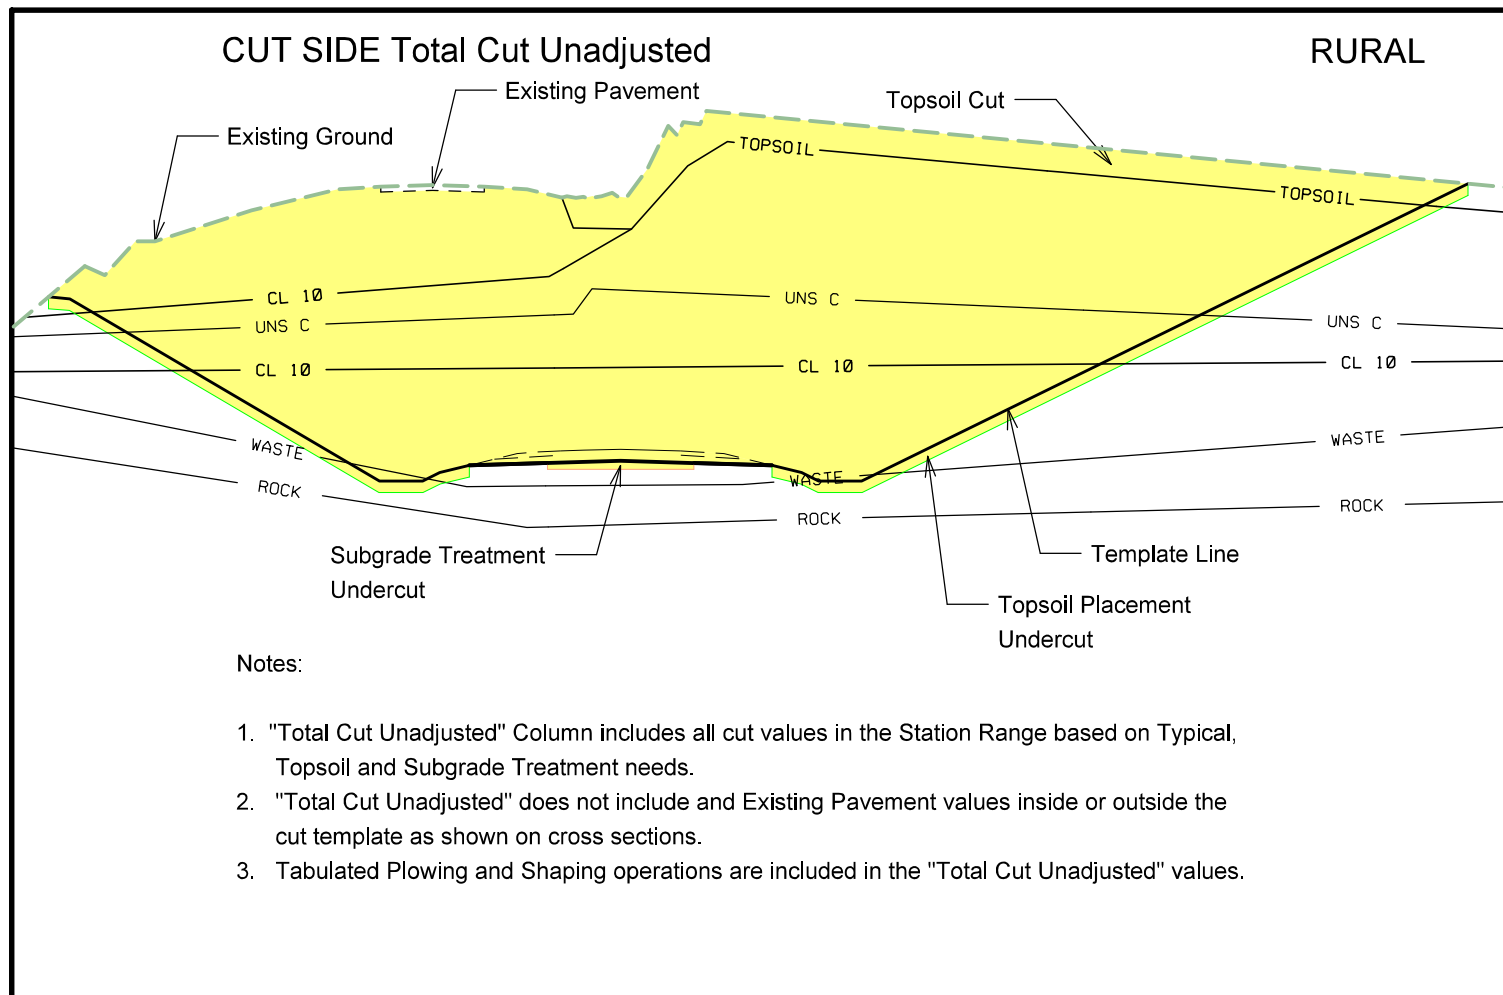 CUT SIDE Total Cut Unadjusted
RURAL
Existing Pavement
Topsoil Cut
Existing Ground
TOPSOIL
TOPSOIL
CL 10
UNS C
UNS C
UNS C
CL 10
CL 10
CL 10
WASTE
WASTE
WASTE
ROCK
ROCK
ROCK
Subgrade Treatment
Undercut
Template Line
Topsoil Placement
Undercut
Notes:
1. "Total Cut Unadjusted" Column includes all cut values in the Station Range based on Typical,
Topsoil and Subgrade Treatment needs.
2. "Total Cut Unadjusted" does not include and Existing Pavement values inside or outside the
cut template as shown on cross sections.
3. Tabulated Plowing and Shaping operations are included in the "Total Cut Unadjusted" values.